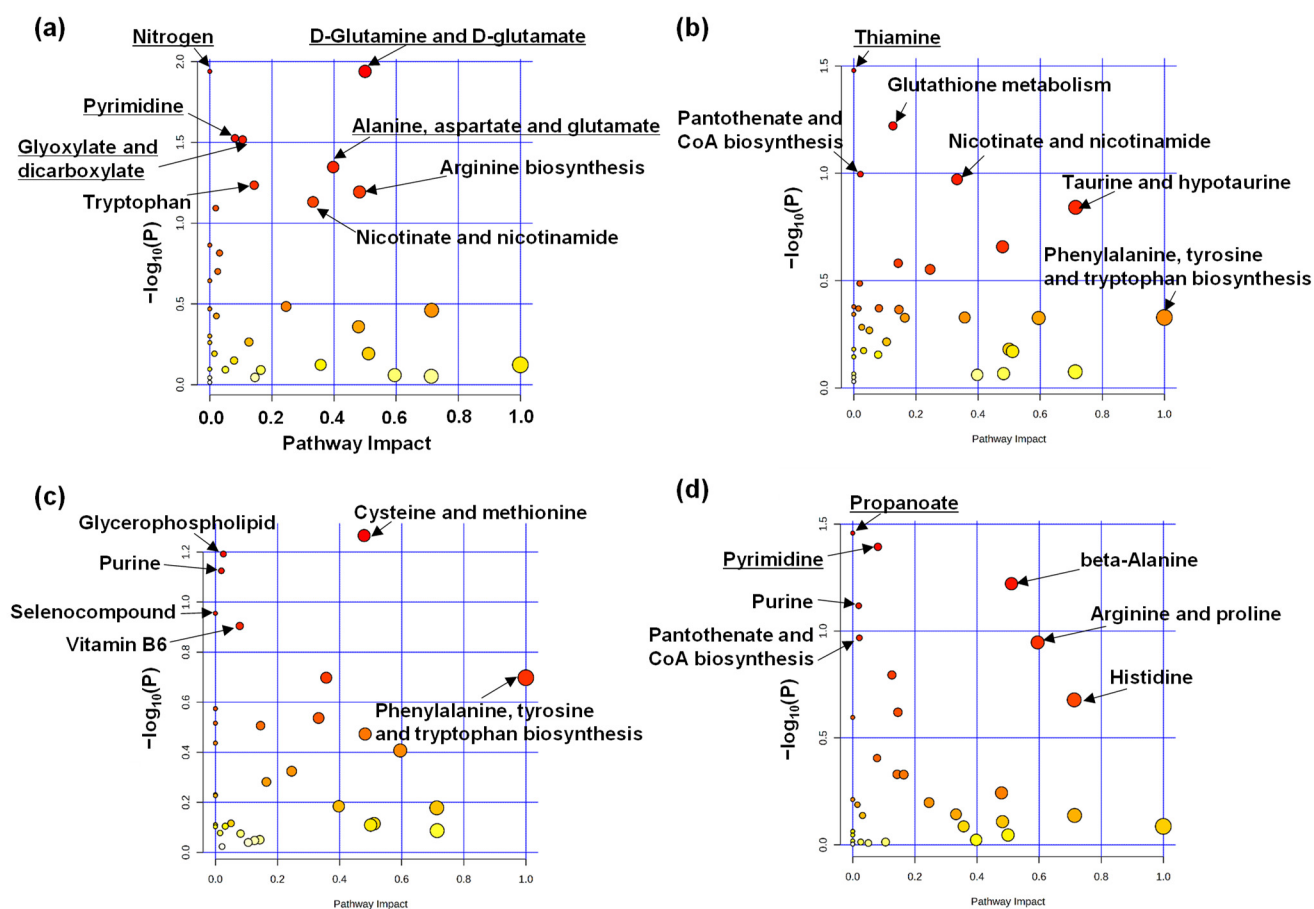 (a)
Nitrogen
D-Glutamine and D-glutamate
2.0
Pyrimidine
1.5
Alanine, aspartate and glutamate
Glyoxylate and
dicarboxylate
Arginine biosynthesis
Tryptophan
1.0
Nicotinate and nicotinamide
−log10(P)
0.5
0.0
0.0 0.2 0.4 0.6 0.8 1.0
Pathway Impact
(b)
Thiamine
1.5
Glutathione metabolism
Pantothenate and
CoA biosynthesis
Nicotinate and nicotinamide
1.0
Taurine and hypotaurine
−log10(P)
Phenylalanine, tyrosine
and tryptophan biosynthesis
0.5
0.0
0.0 0.2 0.4 0.6 0.8 1.0
Pathway Impact
(c)
Glycerophospholipid
Cysteine and methionine
1.2
Purine
1.0
Selenocompound
Vitamin B6
0.8
−log10(P)
Phenylalanine, tyrosine
and tryptophan biosynthesis
0.6
0.4
0.2
0.0
0.0 0.2 0.4 0.6 0.8 1.0
Pathway Impact
(d)
Propanoate
1.5
Pyrimidine
beta-Alanine
Purine
Arginine and proline
Pantothenate and
CoA biosynthesis
1.0
Histidine
−log10(P)
0.5
0.0
0.0 0.2 0.4 0.6 0.8 1.0
Pathway Impact